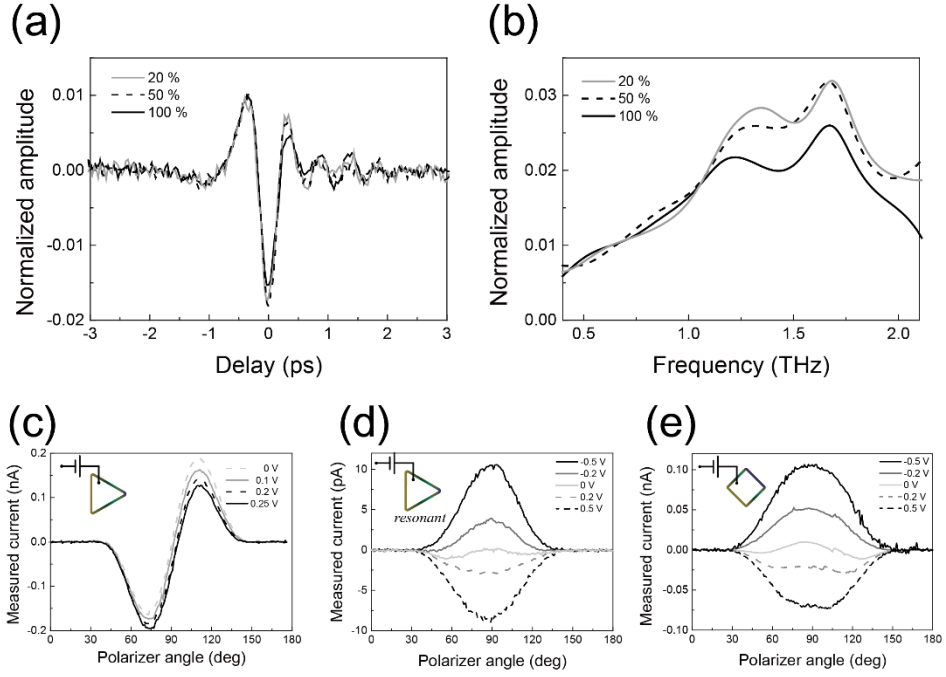 (a)
(b)
20 %
50 %
100 %
Normalized amplitude
0.01
0.00
-0.01
-0.02
-3
-2
-1
0
1
2
3
Delay (ps)
20 %
50 %
100 %
Normalized amplitude
0.03
0.02
0.01
0.00
0.5
1.0
1.5
2.0
Frequency (THz)
(c)
(d)
(e)
0 V
0.1 V
0.2 V
0.25 V
Measured current (nA)
0.2
0.1
0.0
-0.1
-0.2
0
30
60
90
120
150
180
Polarizer angle (deg)
-0.5 V
-0.2 V
0 V
0.2 V
0.5 V
resonant
Measured current (pA)
10
5
0
-5
-10
0
30
60
90
120
150
180
Polarizer angle (deg)
-0.5 V
-0.2 V
0 V
0.2 V
0.5 V
Measured current (nA)
0.10
0.05
0.00
-0.05
-0.10
0
30
60
90
120
150
180
Polarizer angle (deg)